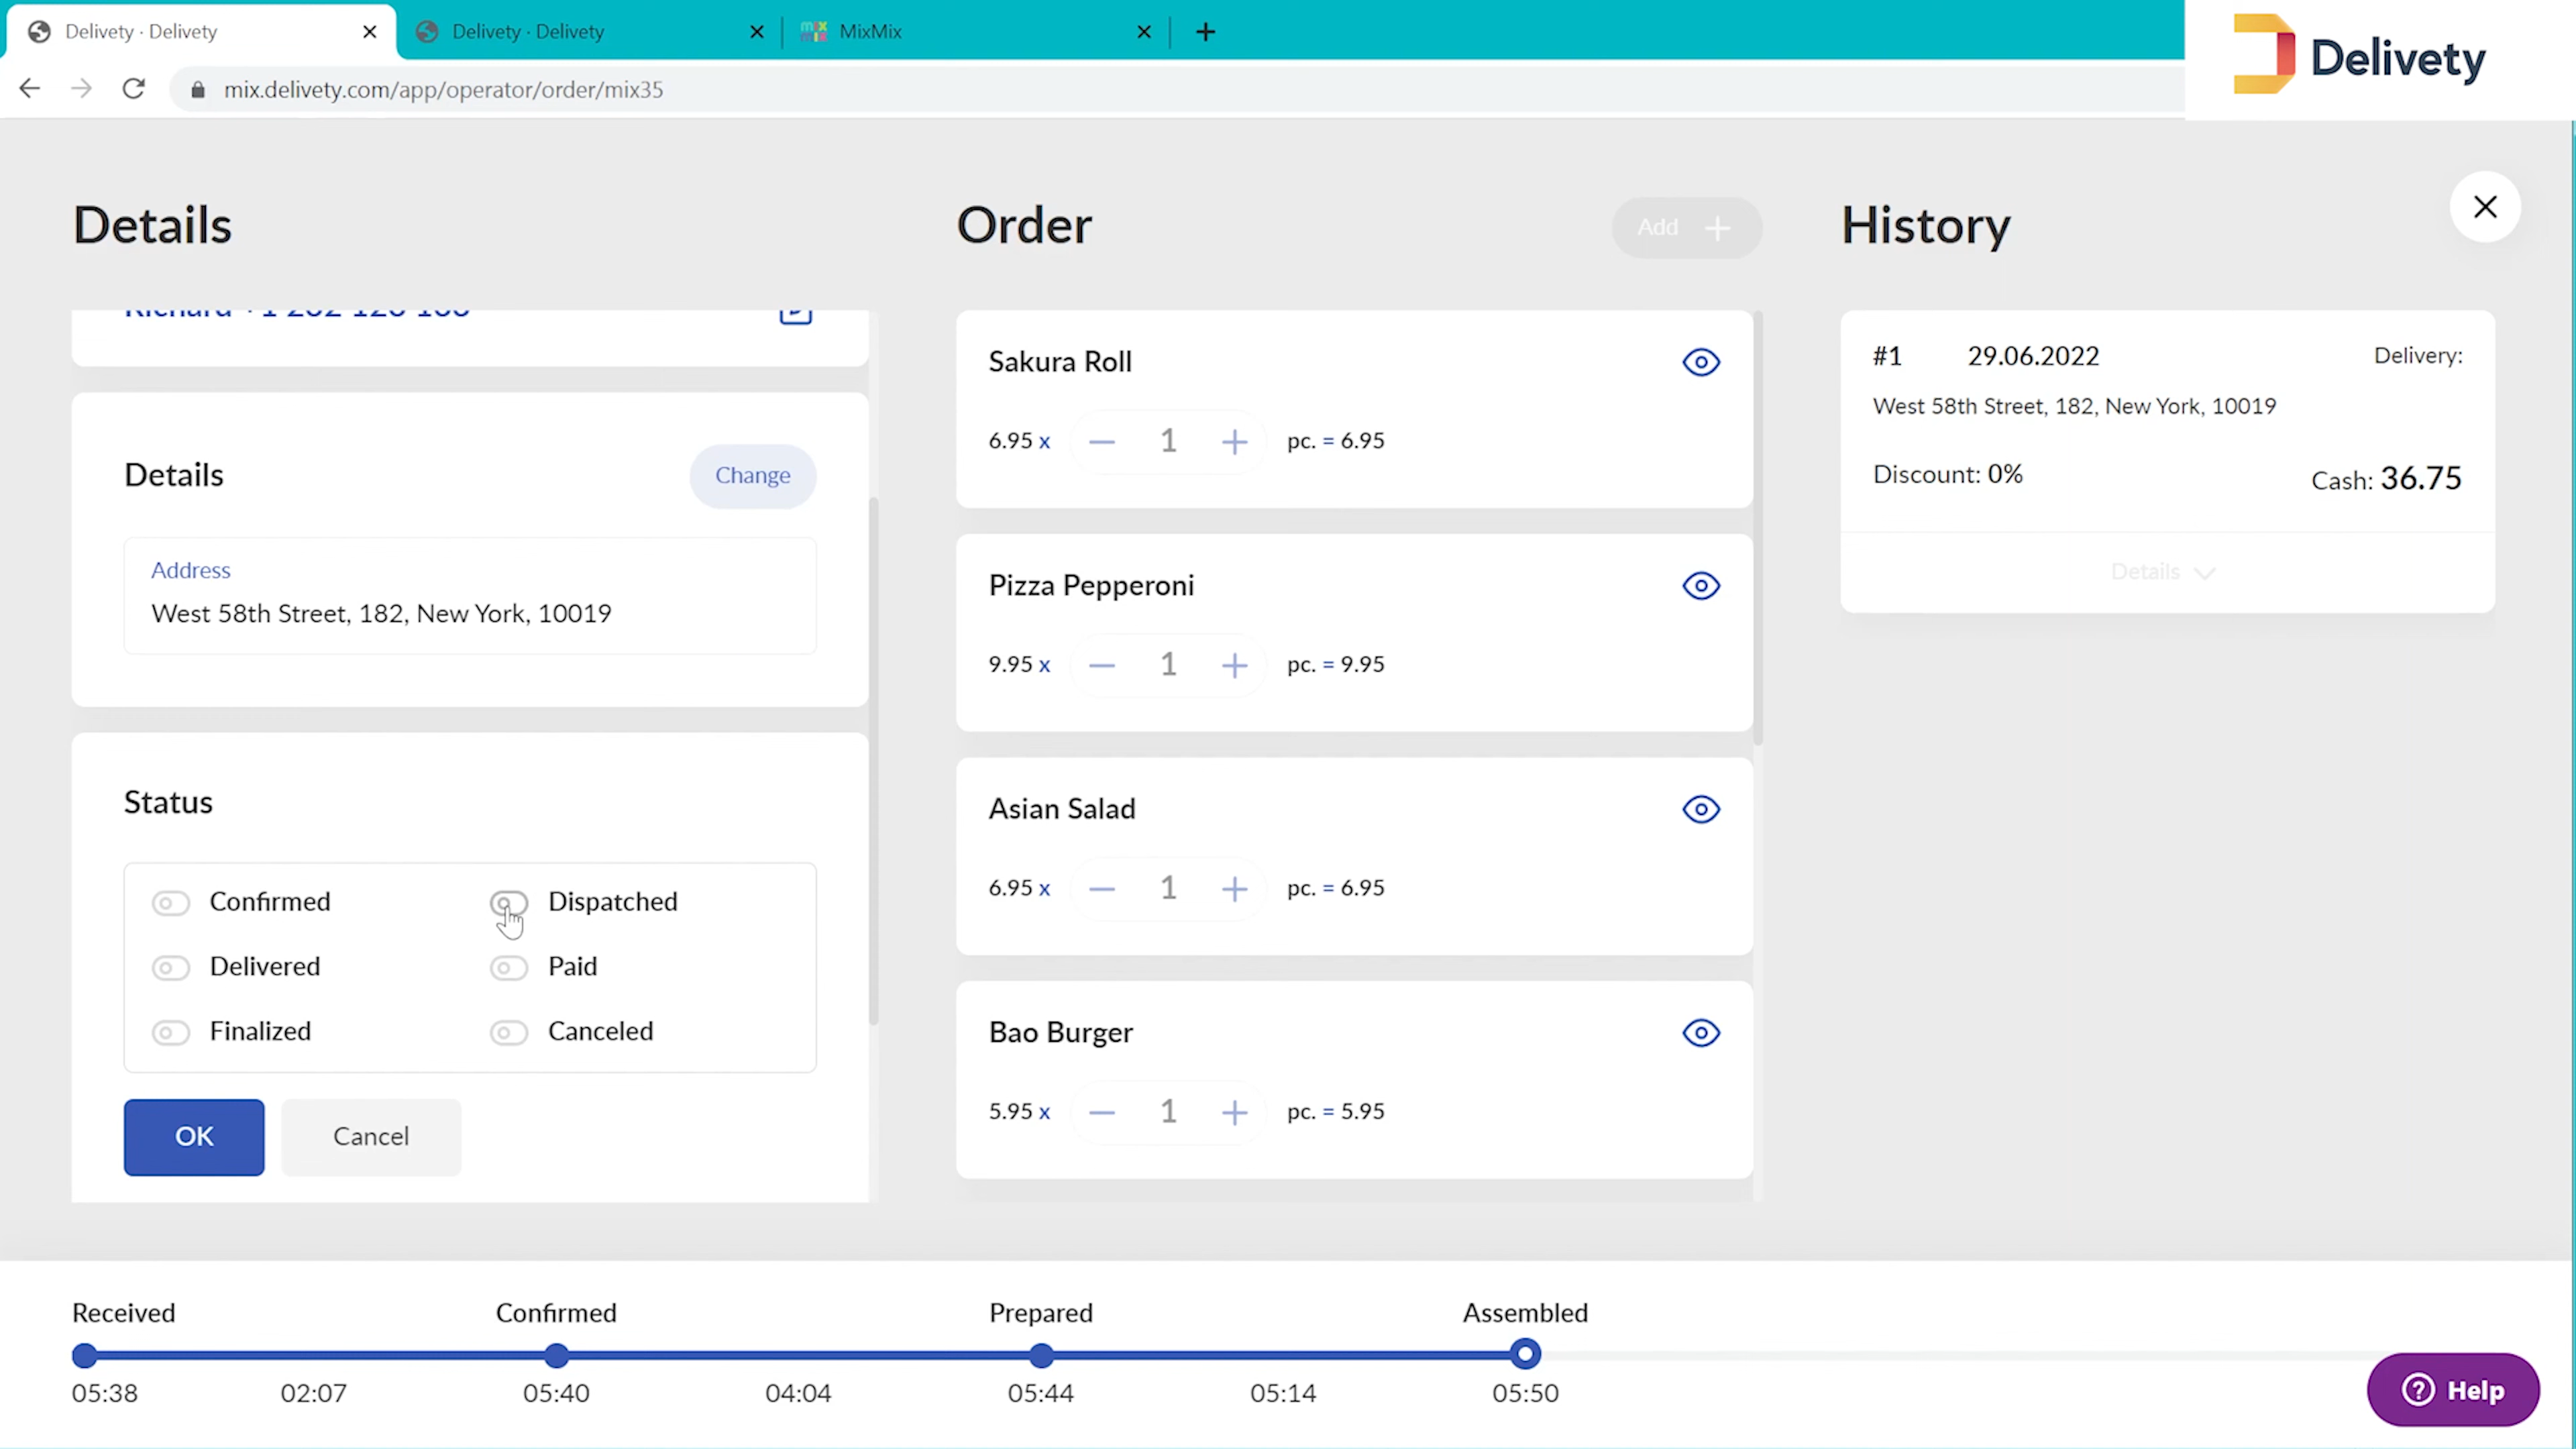 Delivety · Delivety
Delivety · Delivety
MixMix
Delivety
mix.delivety.com/app/operator/order/mix35
Details
Order
Add
History
Details
Change
Address
West 58th Street, 182, New York, 10019
Status
Confirmed
Dispatched
Delivered
Paid
Finalized
Canceled
OK
Cancel
Sakura Roll
6.95 x 1 pc. = 6.95
Pizza Pepperoni
9.95 x 1 pc. = 9.95
Asian Salad
6.95 x 1 pc. = 6.95
Bao Burger
5.95 x 1 pc. = 5.95
#1 29.06.2022 Delivery:
West 58th Street, 182, New York, 10019
Discount: 0% Cash: 36.75
Details
Received Confirmed Prepared Assembled
05:38 02:07 05:40 04:04 05:44 05:14 05:50
Help